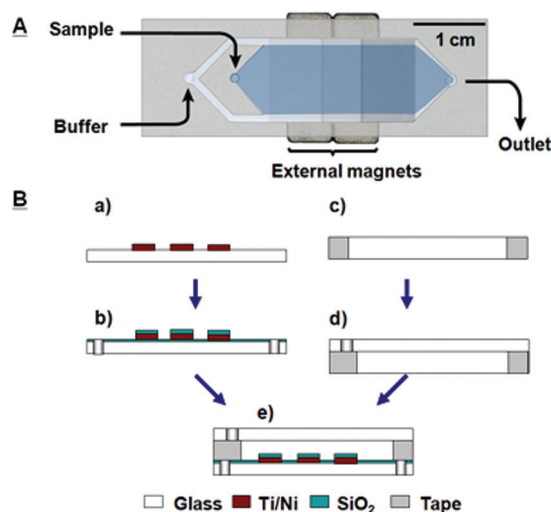 A
Sample
1 cm
Buffer
Outlet
External magnets
B
a)
c)
b)
d)
e)
Glass Ti/Ni SiO₂ Tape